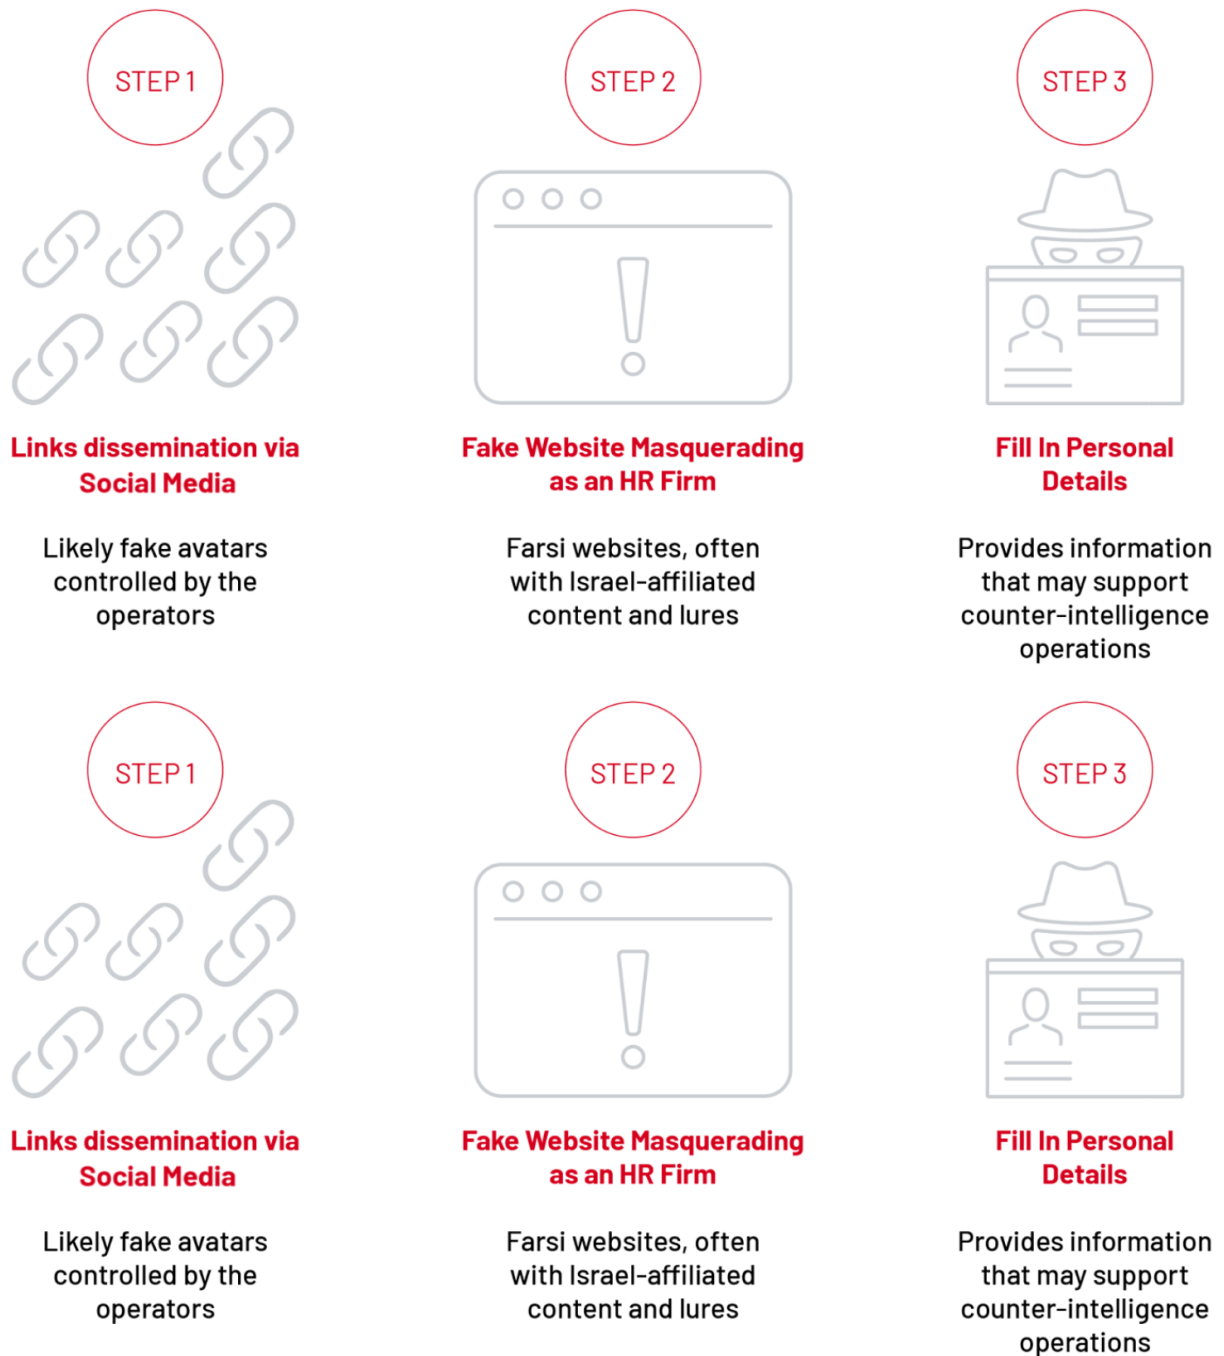 STEP 1
STEP 2
STEP 3
Links dissemination via
Social Media
Likely fake avatars
controlled by the
operators
Fake Website Masquerading
as an HR Firm
Farsi websites, often
with Israel-affiliated
content and lures
Fill In Personal
Details
Provides information
that may support
counter-intelligence
operations
STEP 1
STEP 2
STEP 3
Links dissemination via
Social Media
Likely fake avatars
controlled by the
operators
Fake Website Masquerading
as an HR Firm
Farsi websites, often
with Israel-affiliated
content and lures
Fill In Personal
Details
Provides information
that may support
counter-intelligence
operations